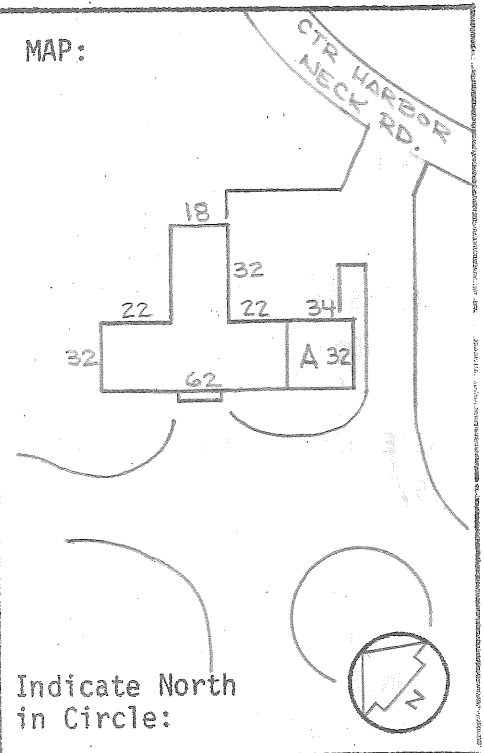 MAP:
CTR HARBOR
NECK RD.
18
32
22
22
34
32
A 32
62
Indicate North
in Circle:
N